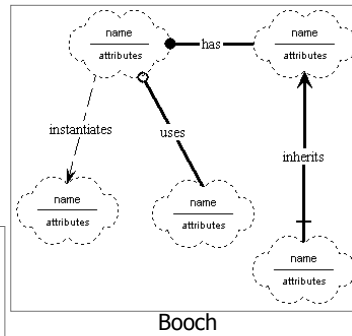 name
attributes
has
name
attributes
instantiates
uses
inherits
name
attributes
name
attributes
name
attributes
Booch